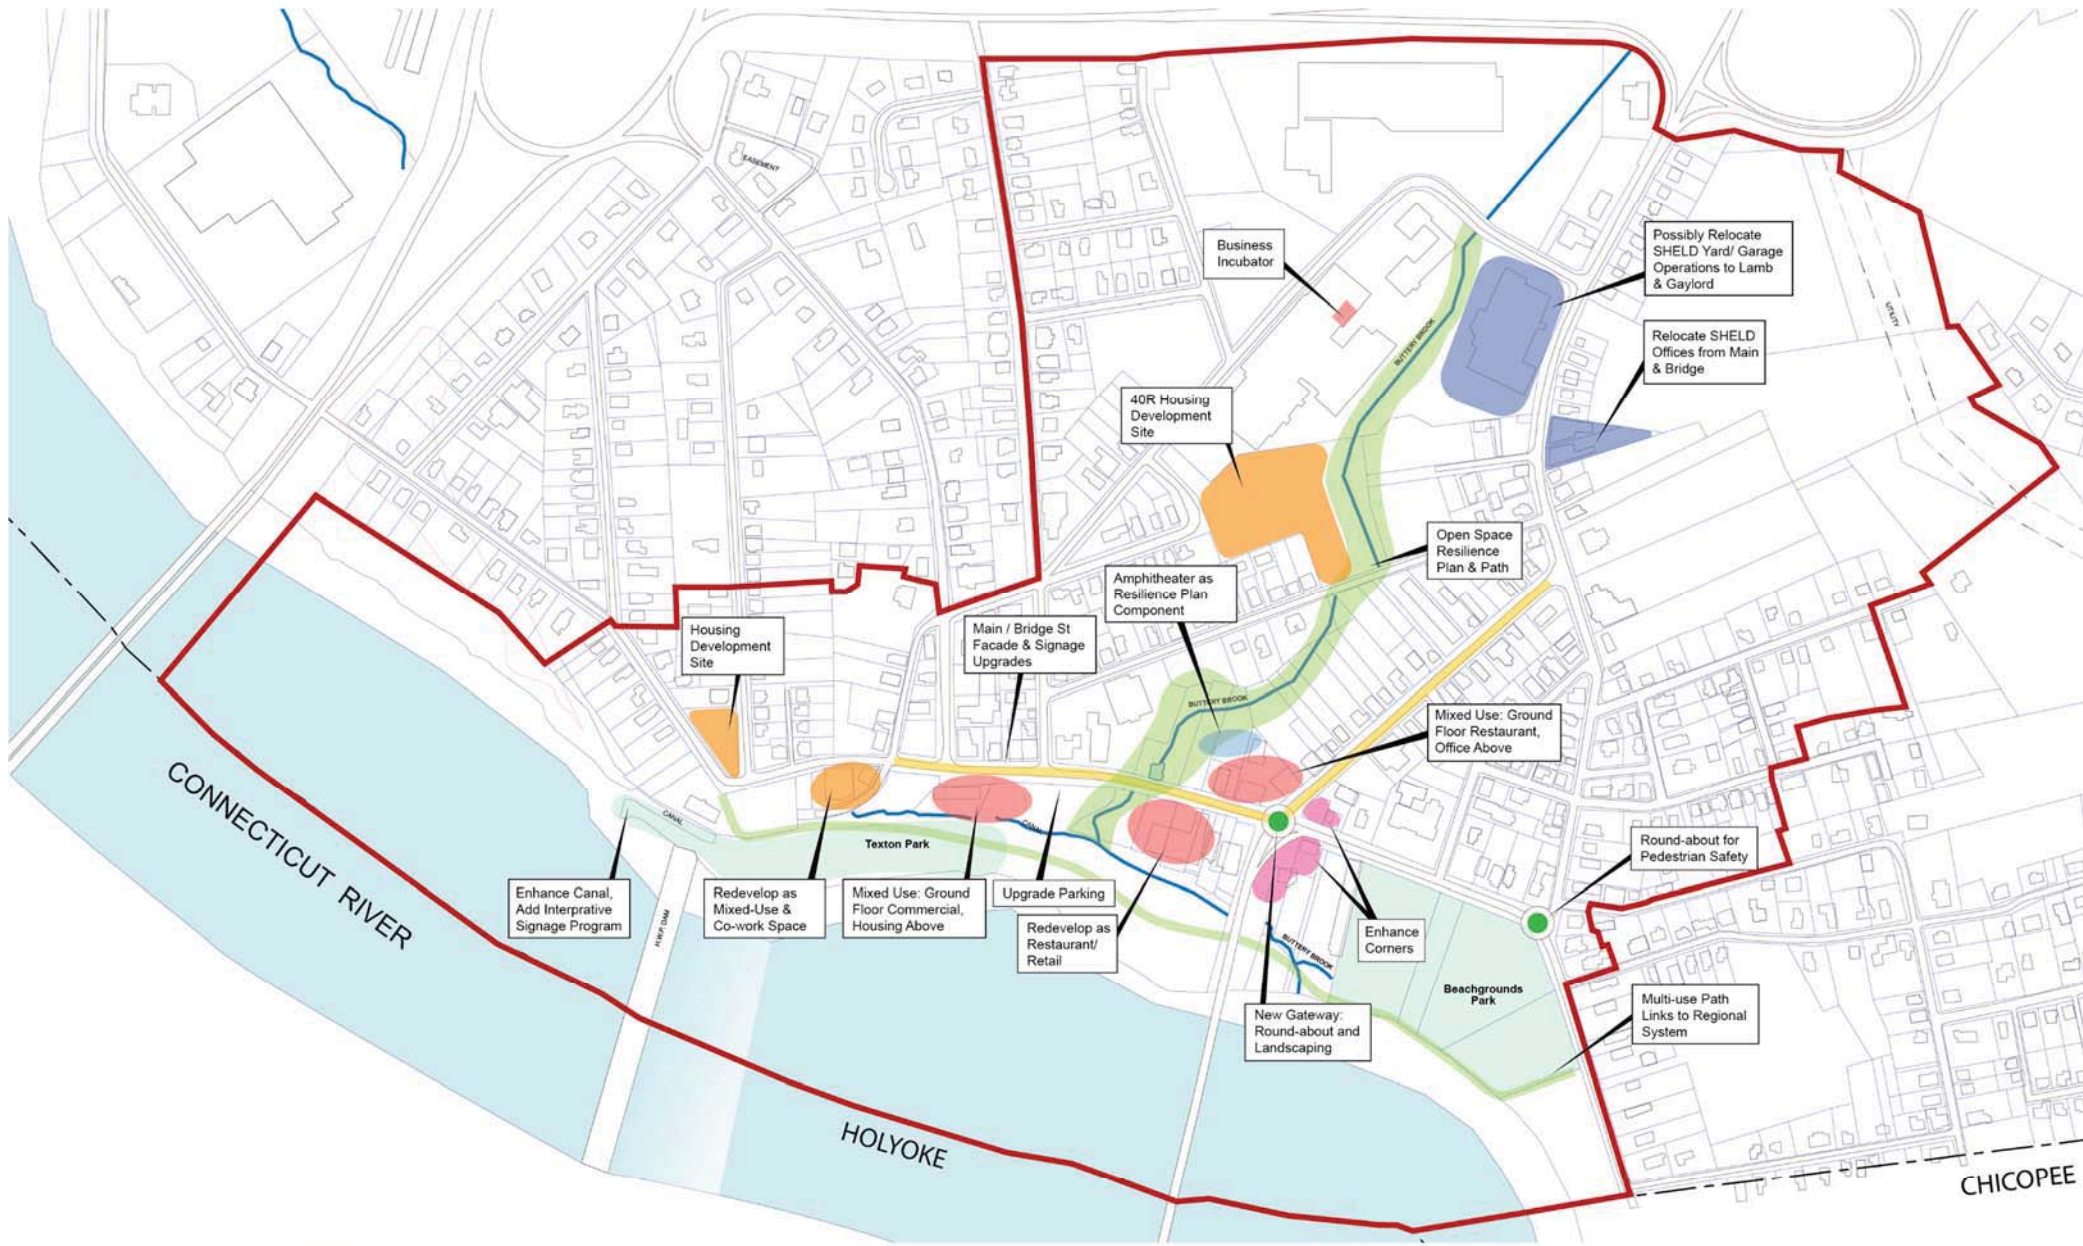 EASEMENT
Business
Incubator
Possibly Relocate
SHELD Yard/ Garage
Operations to Lamb
& Gaylord
UTILITY
BUTTERY BROOK
Relocate SHELD
Offices from Main
& Bridge
40R Housing
Development
Site
Open Space
Resilience
Plan & Path
Amphitheater as
Resilience Plan
Component
Housing
Development
Site
Main / Bridge St
Facade & Signage
Upgrades
BUTTERY BROOK
Mixed Use: Ground
Floor Restaurant,
Office Above
CONNECTICUT RIVER
CANAL
CANAL
Texton Park
Round-about for
Pedestrian Safety
Enhance Canal,
Add Interprative
Signage Program
H.W.P. DAM
Redevelop as
Mixed-Use &
Co-work Space
Mixed Use: Ground
Floor Commercial,
Housing Above
Upgrade Parking
Redevelop as
Restaurant/
Retail
Enhance
Corners
BUTTERY BROOK
Beachgrounds
Park
New Gateway:
Round-about and
Landscaping
Multi-use Path
Links to Regional
System
HOLYOKE
CHICOPEE